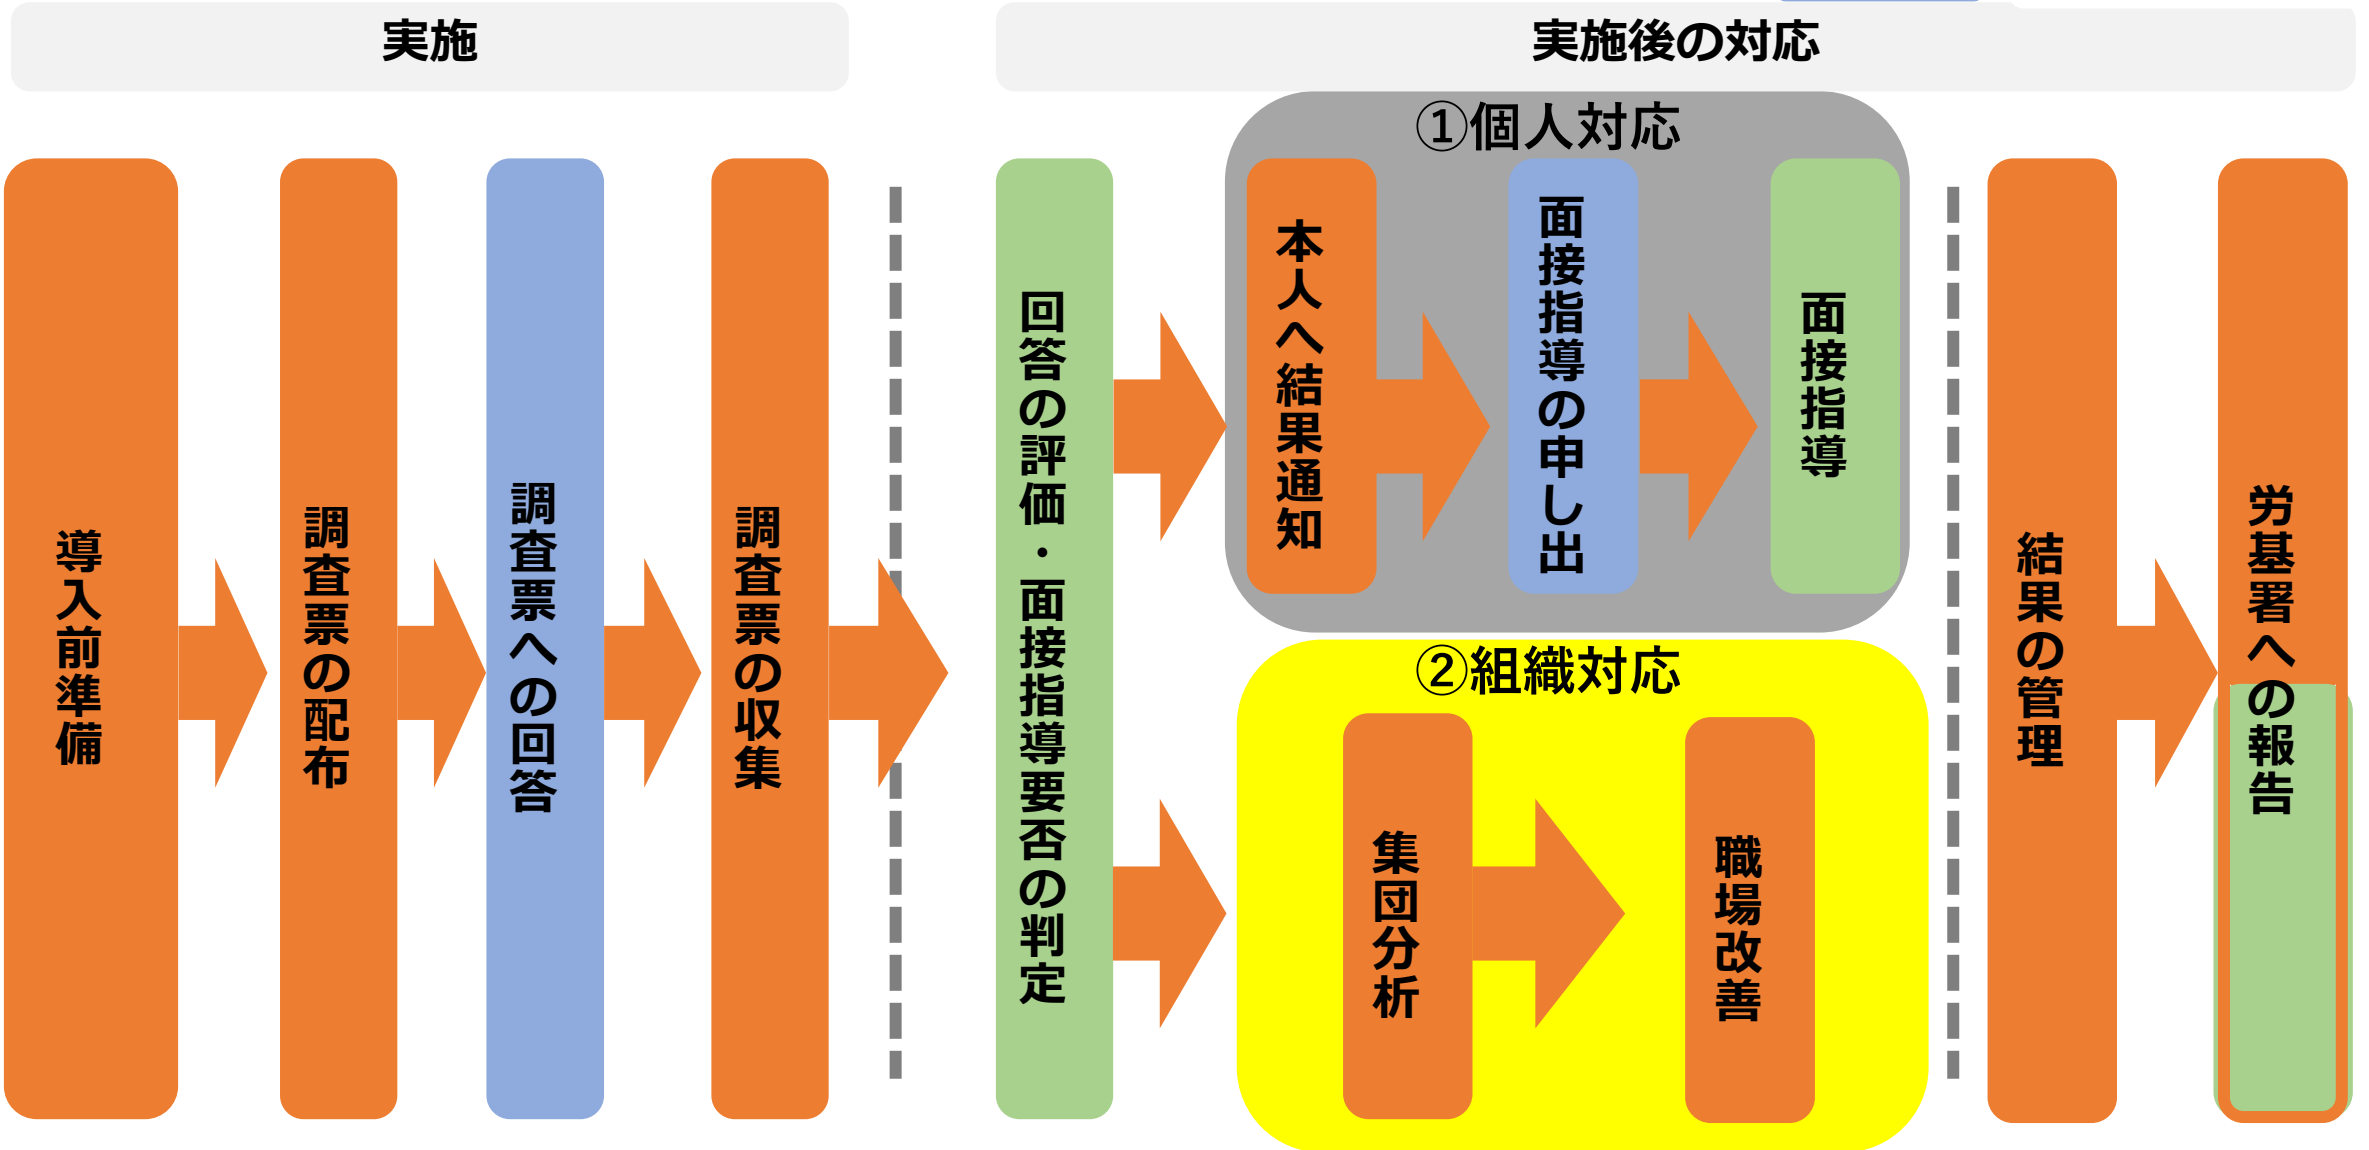 実施
実施後の対応
導入前準備
調査票の配布
調査票への回答
調査票の収集
回答の評価・面接指導要否の判定
①個人対応
本人へ結果通知
面接指導の申し出
面接指導
②組織対応
集団分析
職場改善
結果の管理
労基署への報告